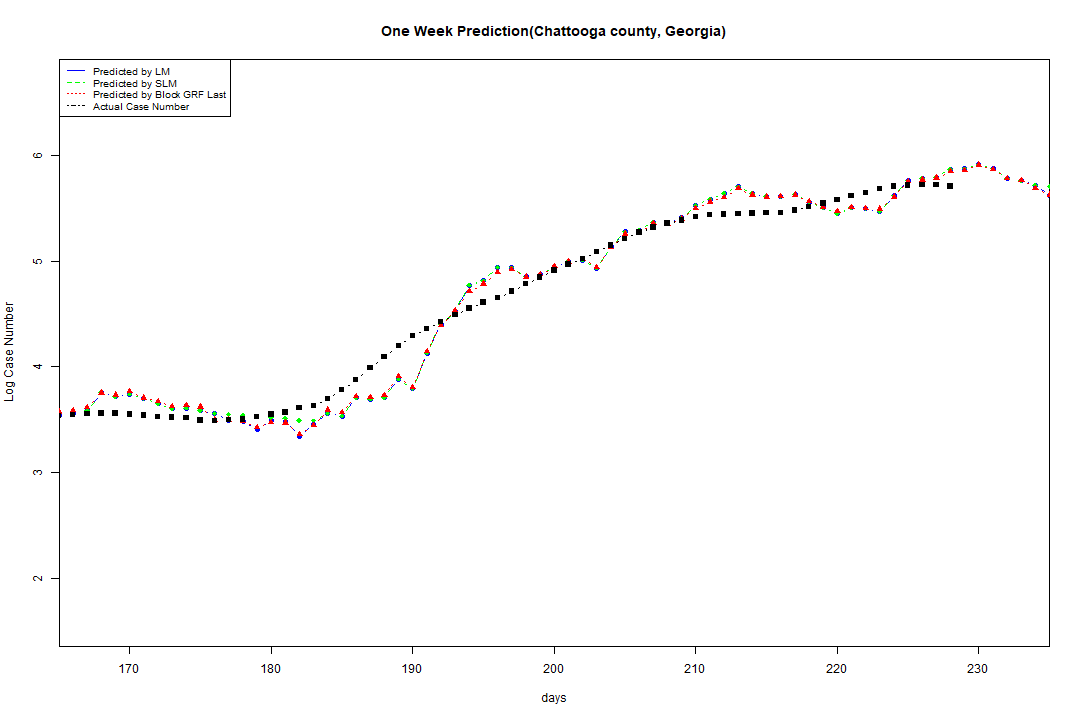 One Week Prediction(Chattooga county, Georgia)
Predicted by LM
Predicted by SLM
Predicted by Block GRF Last
Actual Case Number
6
5
4
3
2
Log Case Number
170 180 190 200 210 220 230
days